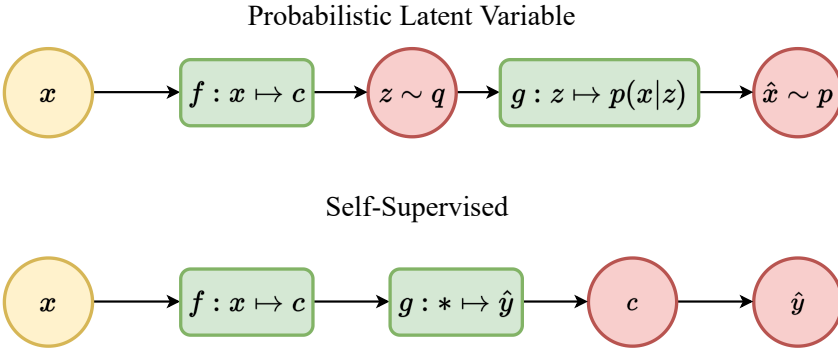 Probabilistic Latent Variable
x f : x ↦ c z ∼ q g : z ↦ p(x|z) x̂ ∼ p
Self-Supervised
x f : x ↦ c g : ∗ ↦ ŷ c ŷ